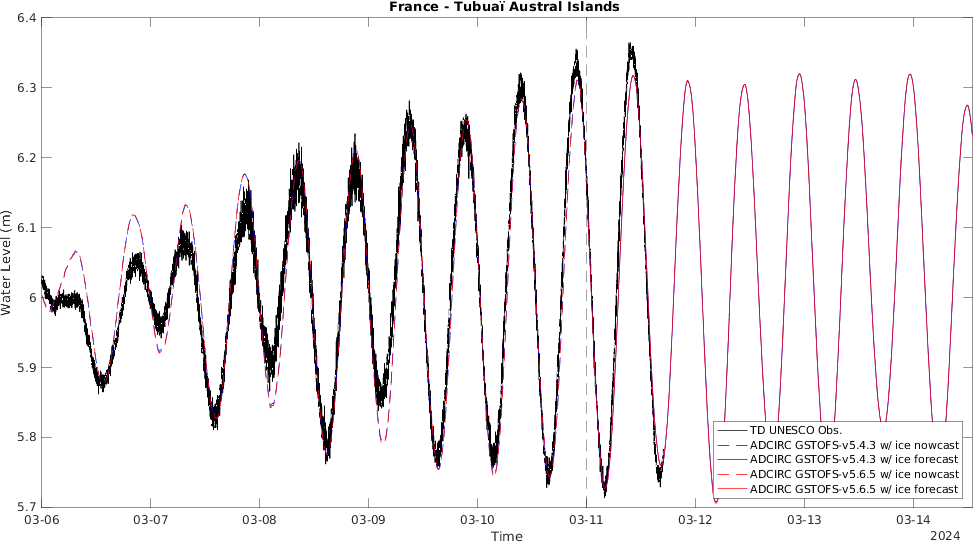 France - Tubuaï Austral Islands
6.4
6.3
6.2
6.1
6
5.9
5.8
5.7
Water Level (m)
TD UNESCO Obs.
ADCIRC GSTOFS-v5.4.3 w/ ice nowcast
ADCIRC GSTOFS-v5.4.3 w/ ice forecast
ADCIRC GSTOFS-v5.6.5 w/ ice nowcast
ADCIRC GSTOFS-v5.6.5 w/ ice forecast
03-06 03-07 03-08 03-09 03-10 03-11 03-12 03-13 03-14
Time
2024